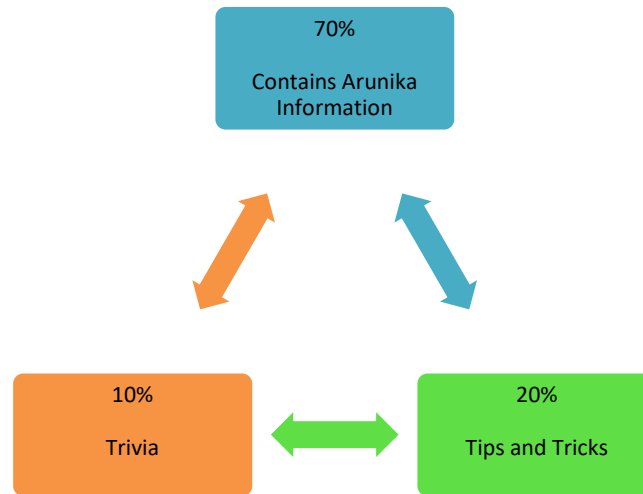 70%
Contains Arunika
Information
10%
Trivia
20%
Tips and Tricks